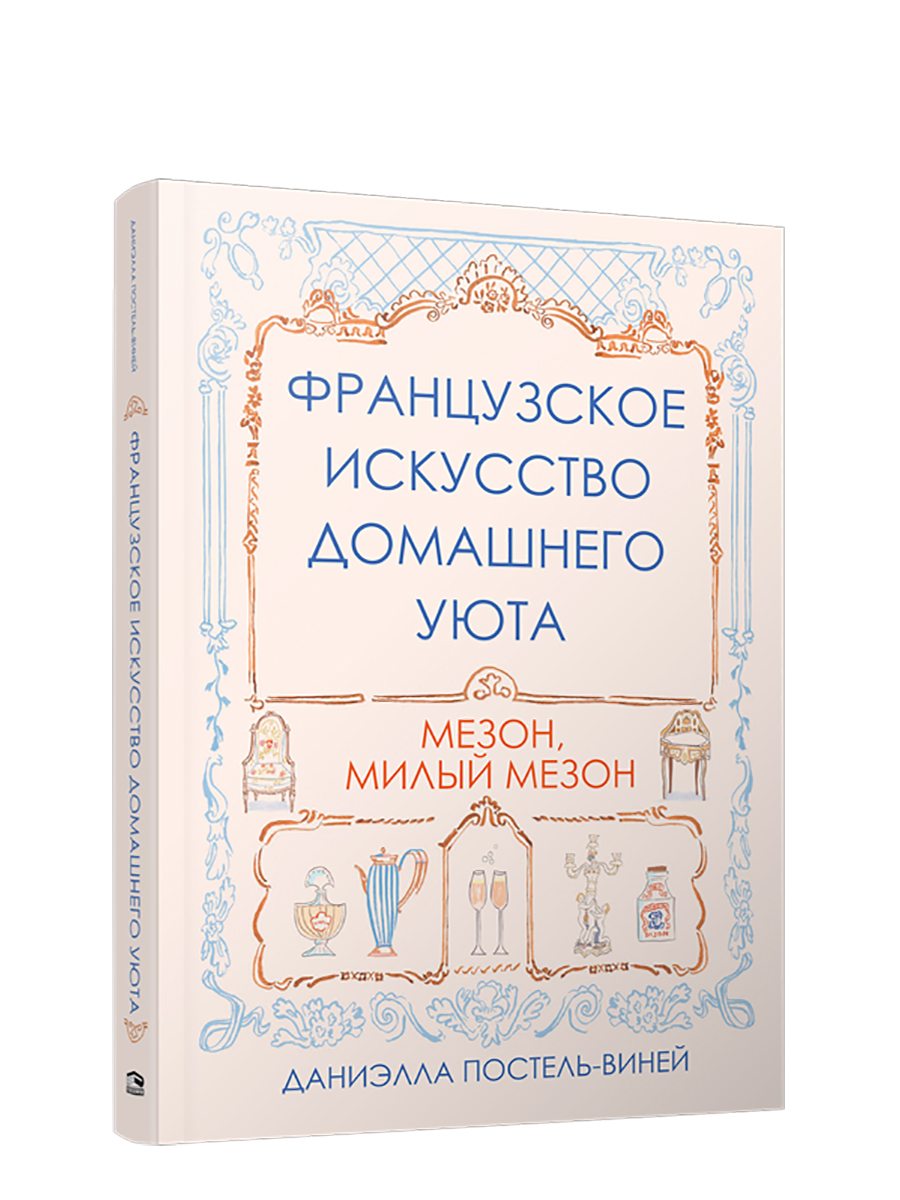 ФРАНЦУЗСКОЕ
ИСКУССТВО
ДОМАШНЕГО
УЮТА
МЕЗОН,
МИЛЫЙ МЕЗОН
ДАНИЭЛЛА ПОСТЕЛЬ-ВИНЕЙ
ДАНИЭЛЛА ПОСТЕЛЬ-ВИНЕЙ
ФРАНЦУЗСКОЕ ИСКУССТВО ДОМАШНЕГО УЮТА